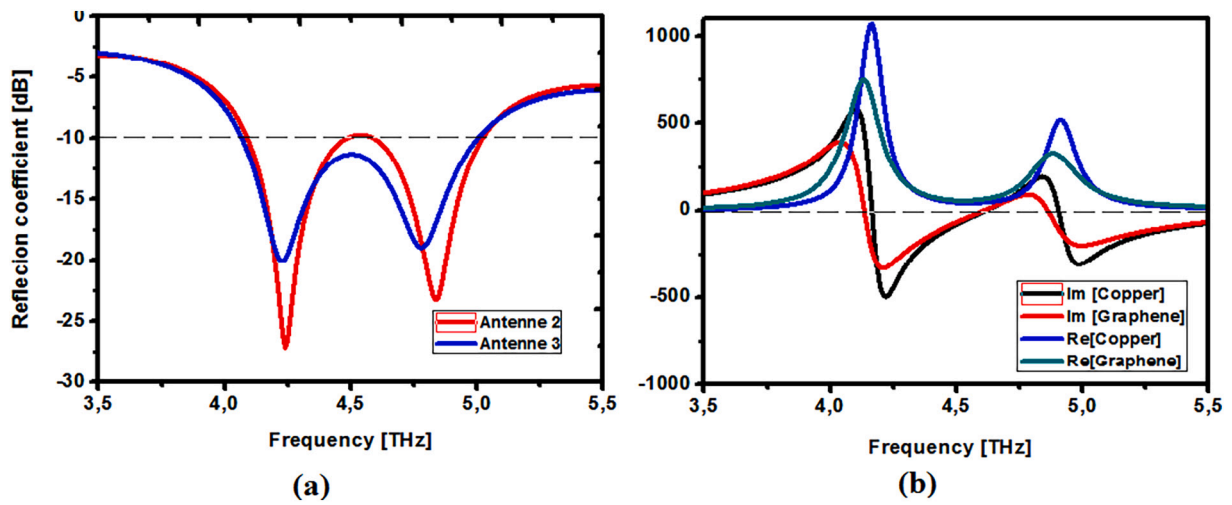 0
-5
-10
-15
-20
-25
-30
3,5 4,0 4,5 5,0 5,5
Reflecion coefficient [dB]
Frequency [THz]
Antenne 2
Antenne 3
(a)
1000
500
0
-500
-1000
3,5 4,0 4,5 5,0 5,5
Frequency [THz]
Im [Copper]
Im [Graphene]
Re[Copper]
Re[Graphene]
(b)